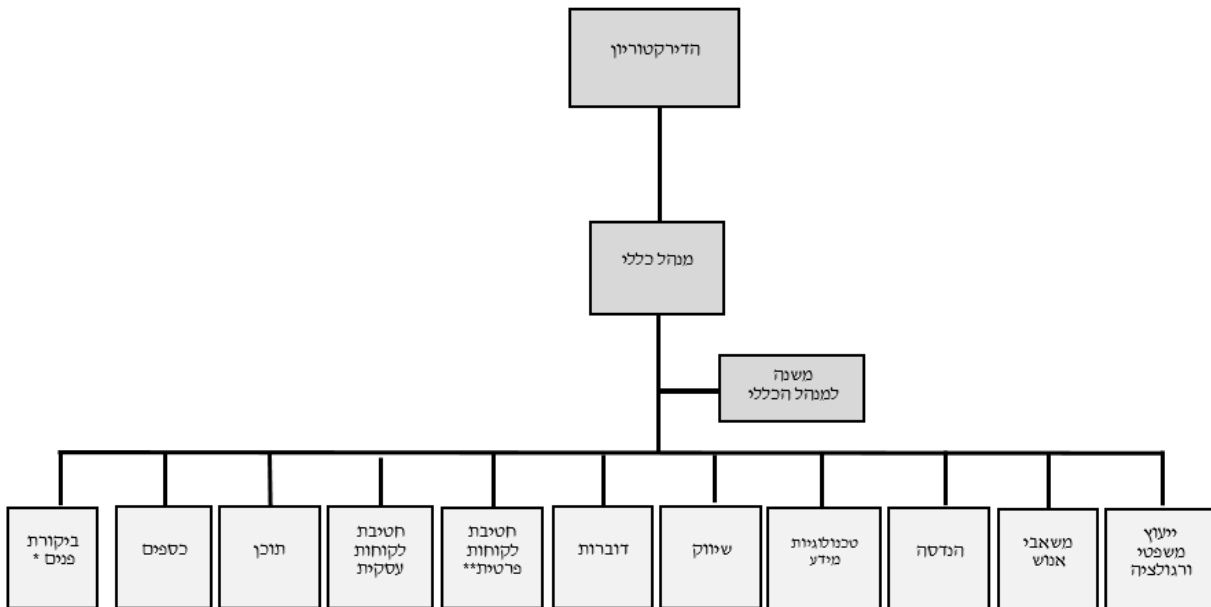 הדירקטוריון
מנהל כללי
משנה
למנהל הכללי
ייעוץ
משפטי
ורגולציה
משאבי
אנוש
הנדסה
טכנולוגיות
מידע
שיווק
דוברות
חטיבת
לקוחות
פרטית**
חטיבת
לקוחות
עסקית
תוכן
כספים
ביקורת
פנים *